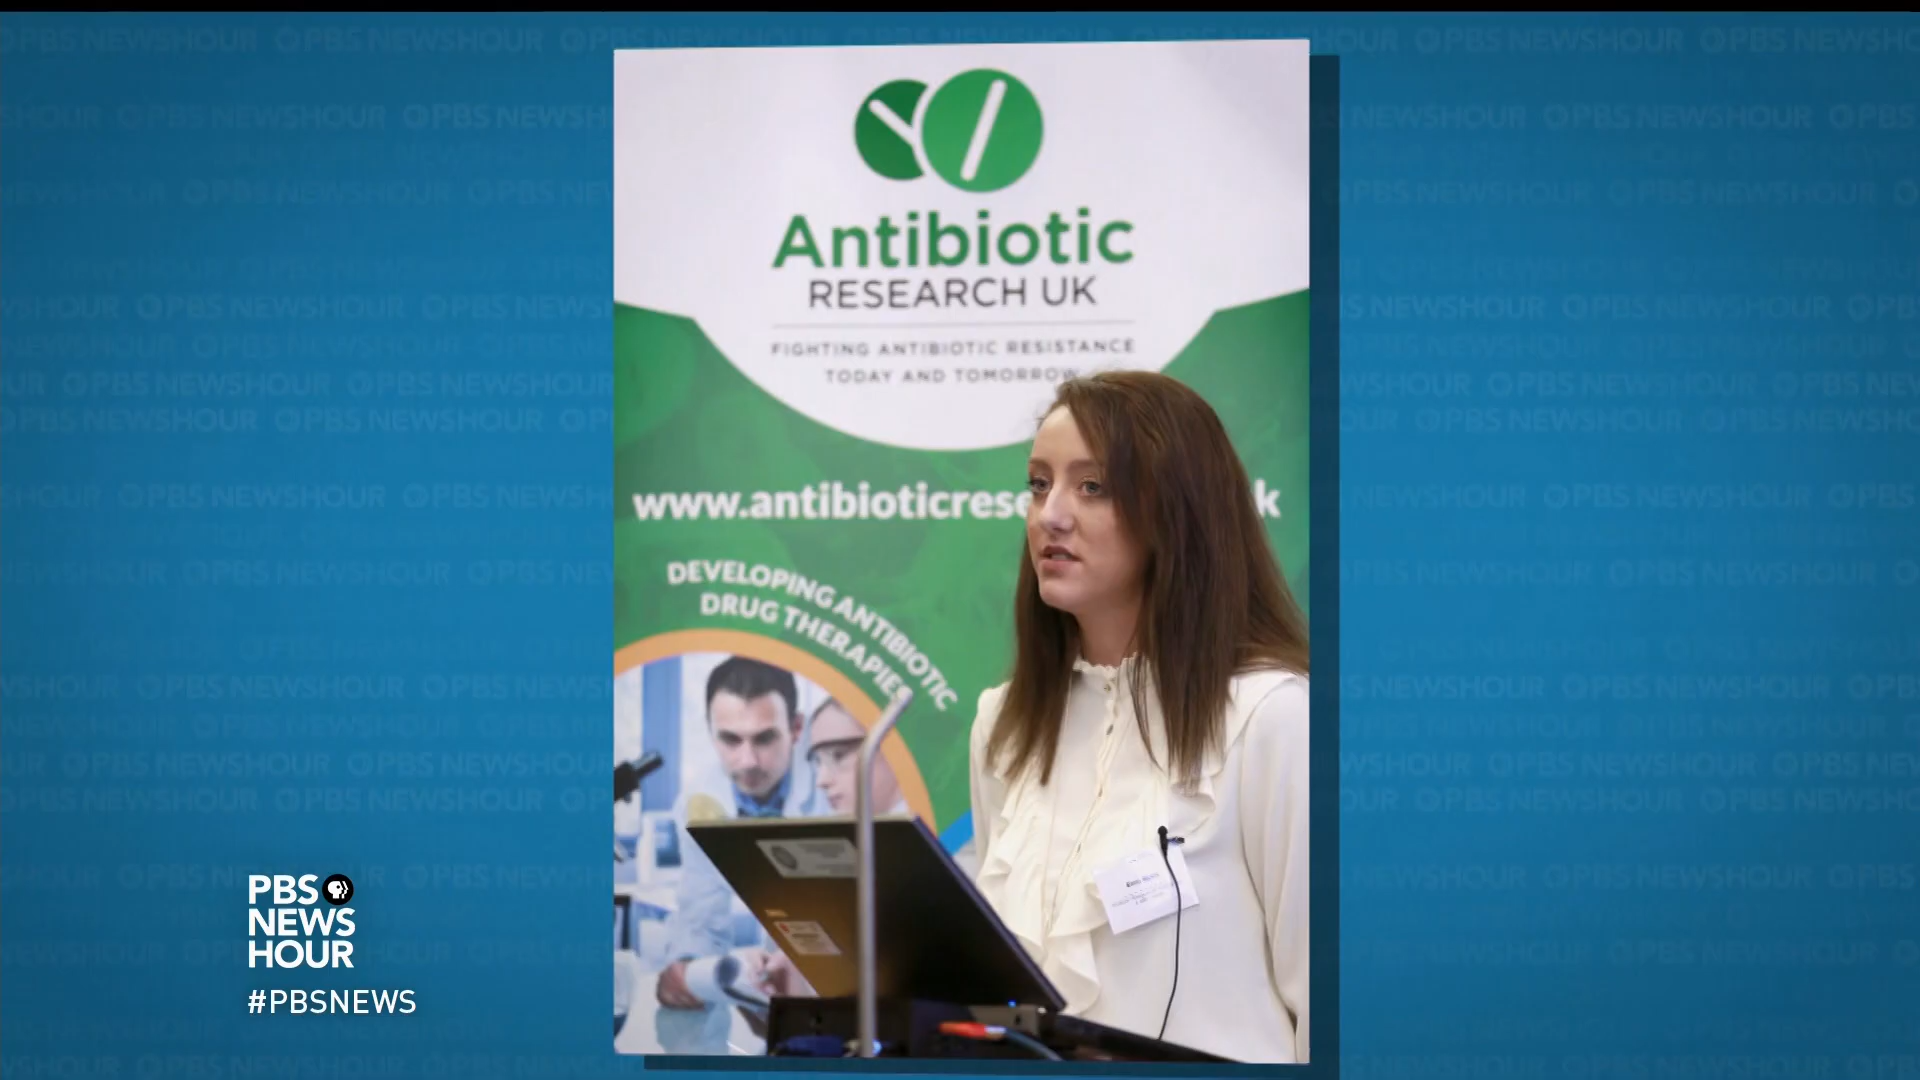 Antibiotic
RESEARCH UK
FIGHTING ANTIBIOTIC RESISTANCE
TODAY AND TOMORROW
www.antibioticrese k
DEVELOPING ANTIBIOTIC
DRUG THERAPIES
PBS
NEWS
HOUR
#PBSNEWS